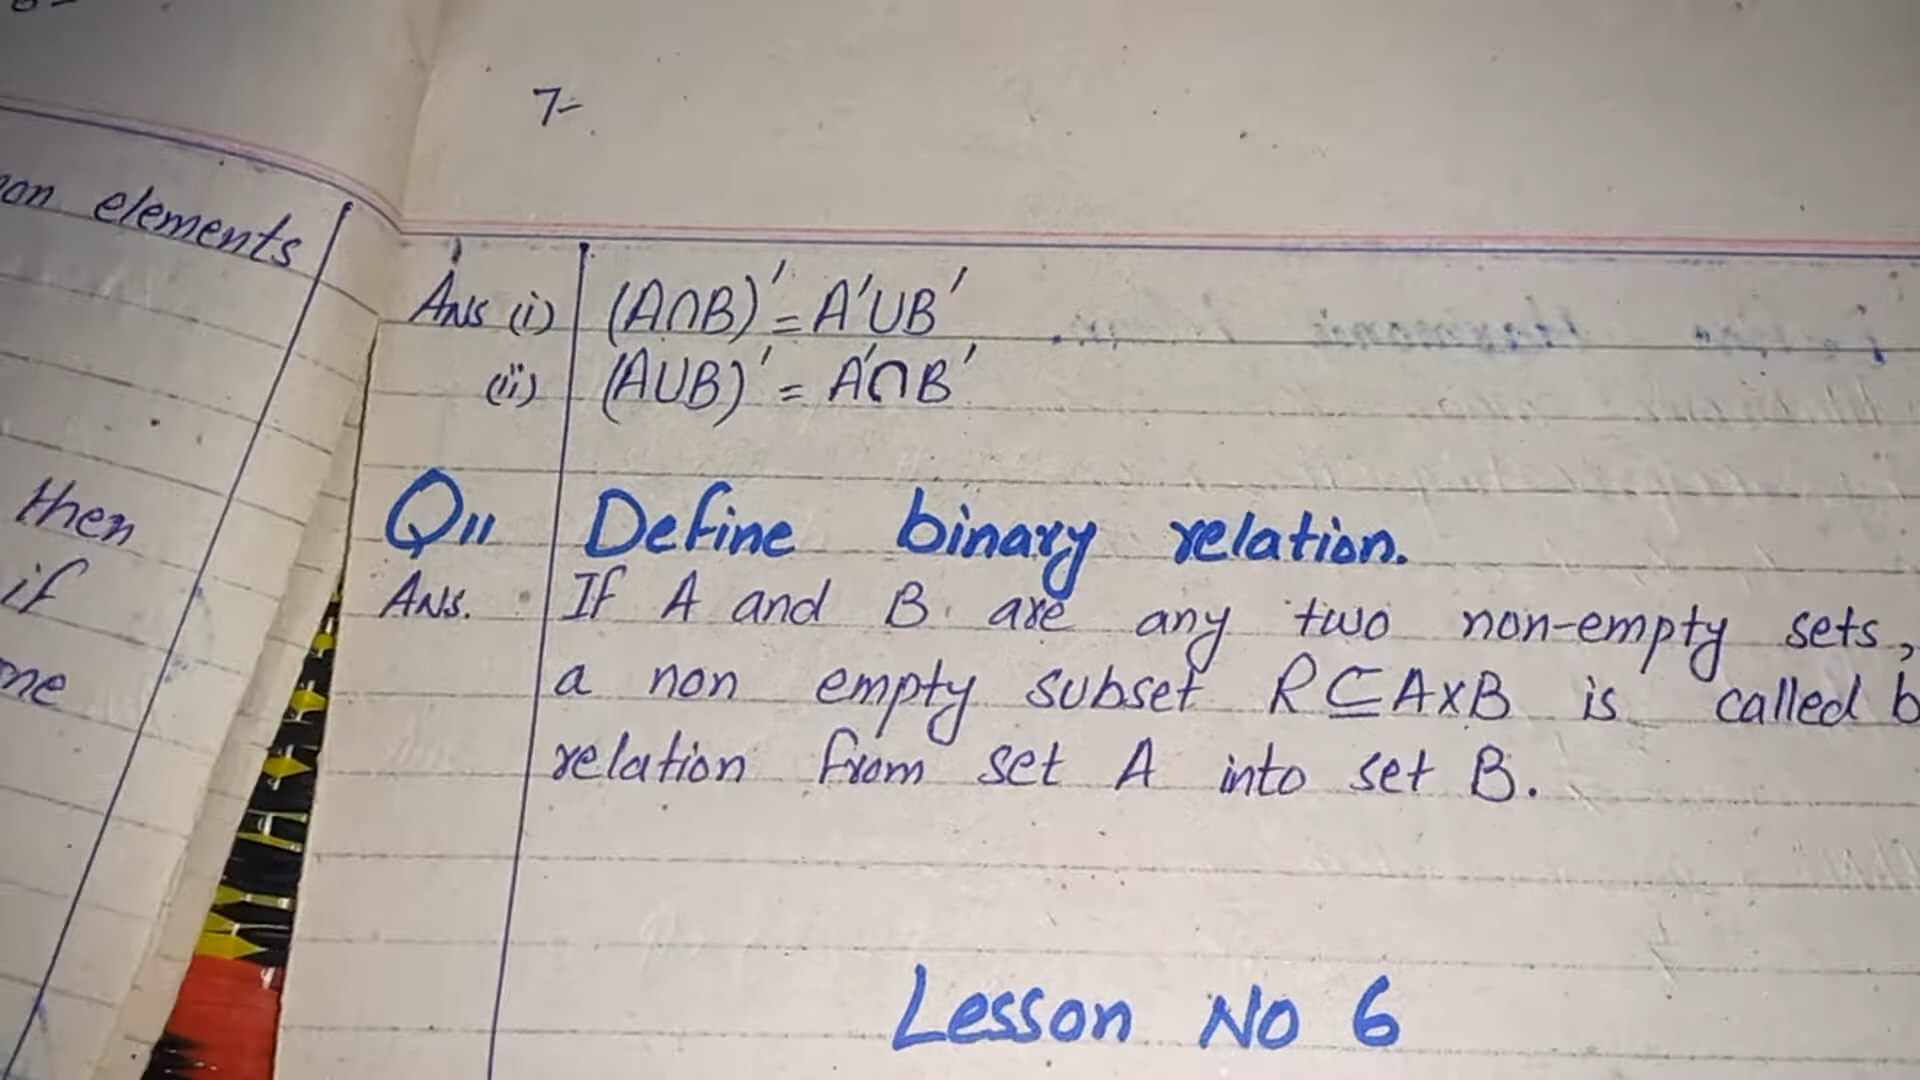 7-
on elements
then
if
me
Ans (i) (A∩B)' = A'∪B'
(ii) (A∪B)' = A'∩B'
Q11 Define binary relation.
Ans. If A and B are any two non-empty sets,
a non empty subset R⊆A×B is called b
relation from set A into set B.
Lesson No 6